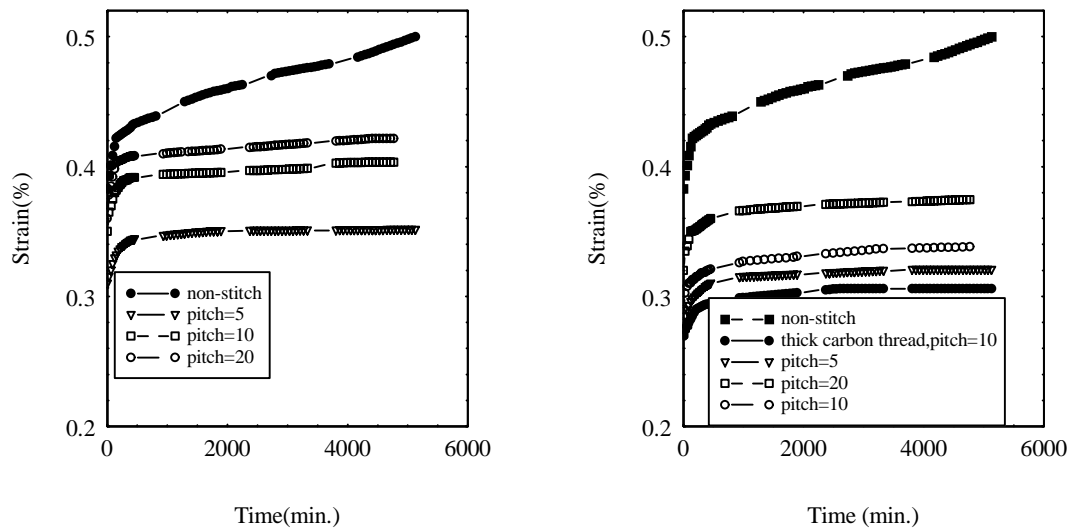 0.5
0.4
0.3
0.2
Strain(%)
non-stitch
pitch=5
pitch=10
pitch=20
0 2000 4000 6000
Time(min.)
0.5
0.4
0.3
0.2
Strain(%)
non-stitch
thick carbon thread,pitch=10
pitch=5
pitch=20
pitch=10
0 2000 4000 6000
Time (min.)